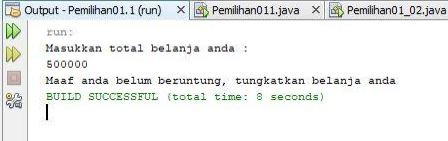 Output - Pemilihan01.1 (run) Pemilihan011.java Pemilihan01_02.java
run:
Masukkan total belanja anda :
500000
Maaf anda belum beruntung, tungkatkan belanja anda
BUILD SUCCESSFUL (total time: 8 seconds)